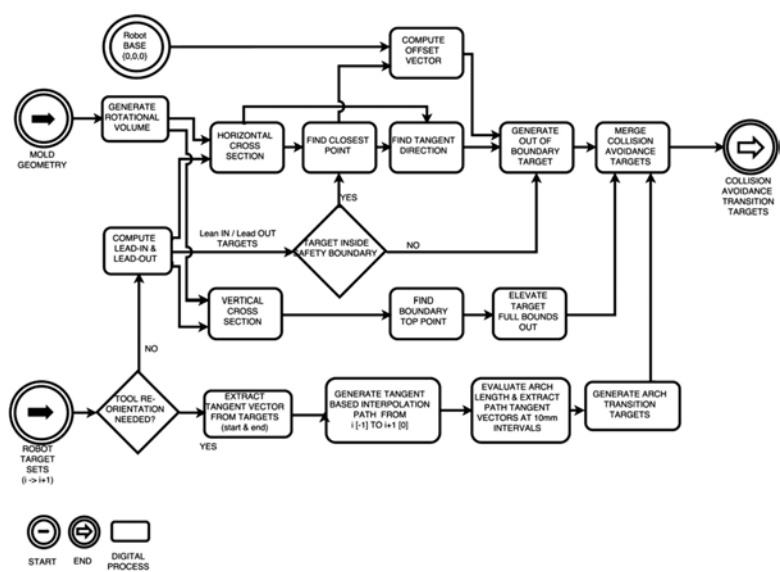 Robot
BASE
{0,0,0}
COMPUTE
OFFSET
VECTOR
MOLD
GEOMETRY
GENERATE
ROTATIONAL
VOLUME
HORIZONTAL
CROSS
SECTION
FIND CLOSEST
POINT
FIND TANGENT
DIRECTION
GENERATE
OUT OF
BOUNDARY
TARGET
MERGE
COLLISION
AVOIDANCE
TARGETS
COLLISION
AVOIDANCE
TRANSITION
TARGETS
YES
COMPUTE
LEAD-IN &
LEAD-OUT
Lean IN / Lead OUT
TARGETS
TARGET INSIDE
SAFETY BOUNDARY
NO
VERTICAL
CROSS
SECTION
FIND
BOUNDARY
TOP POINT
ELEVATE
TARGET
FULL BOUNDS
OUT
NO
TOOL RE-
ORIENTATION
NEEDED?
YES
ROBOT
TARGET
SETS
(i -> i+1)
EXTRACT
TANGENT VECTOR
FROM TARGETS
(start & end)
GENERATE TANGENT
BASED INTERPOLATION
PATH FROM
i [-1] TO i+1 [0]
EVALUATE ARCH
LENGTH & EXTRACT
PATH TANGENT
VECTORS AT 10mm
INTERVALS
GENERATE ARCH
TRANSITION
TARGETS
START
END
DIGITAL
PROCESS